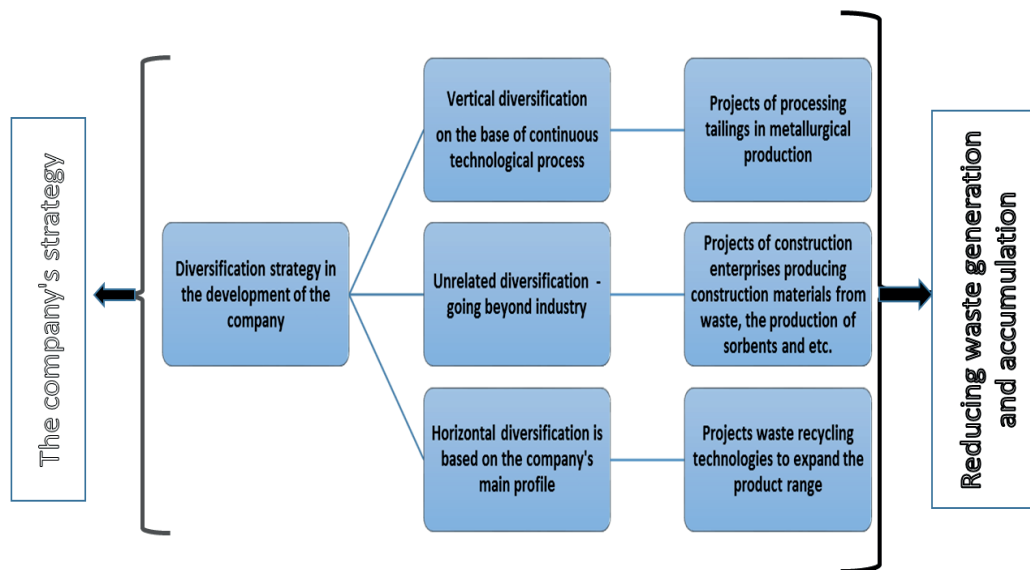 The company's strategy
Diversification strategy in
the development of the
company
Vertical diversification
on the base of continuous
technological process
Unrelated diversification -
going beyond industry
Horizontal diversification is
based on the company's
main profile
Projects of processing
tailings in metallurgical
production
Projects of construction
enterprises producing
construction materials from
waste, the production of
sorbents and etc.
Projects waste recycling
technologies to expand the
product range
Reducing waste generation
and accumulation